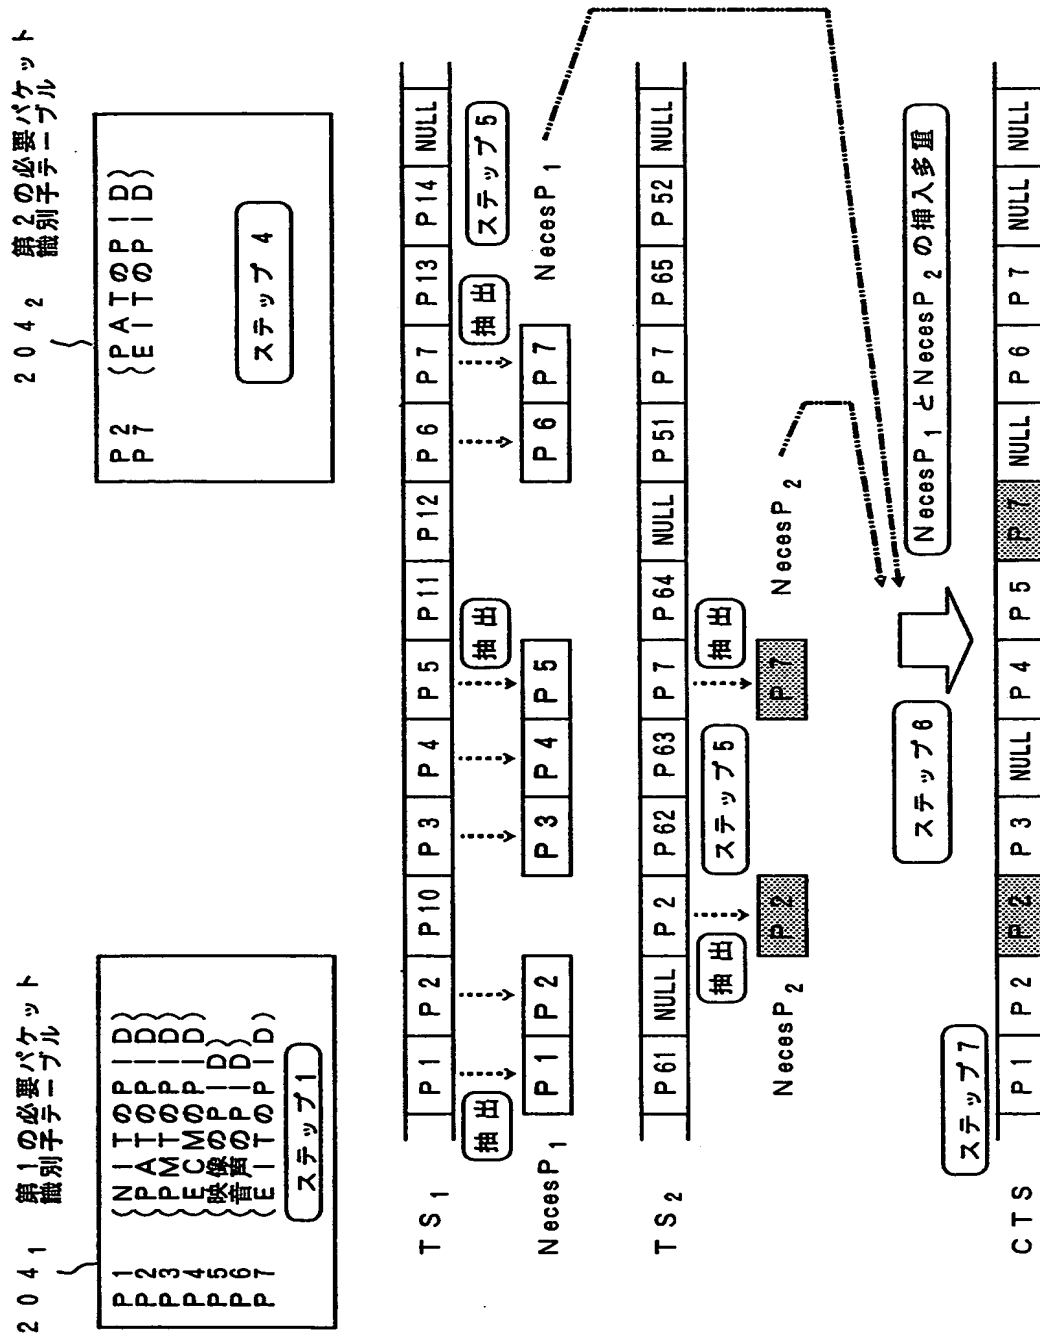 204₁ 第1の必要パケット
識別子テーブル
P1 (NITのPID)
P2 (PATのPID)
P3 (PMTのPID)
P4 (ECMのPID)
P5 (映像のPID)
P6 (音声のPID)
P7 (EITのPID)
ステップ1
204₂ 第2の必要パケット
識別子テーブル
P2 (PATのPID)
P7 (EITのPID)
ステップ4
TS₁ P1 P2 P10 P3 P4 P5 P11 P12 P6 P7 P13 P14 NULL
抽出 抽出 抽出 ステップ5
NecesP₁ P1 P2 P3 P4 P5 P6 P7 NecesP₁
TS₂ P61 NULL P2 P62 P63 P7 P64 NULL P51 P7 P65 P52 NULL
抽出 ステップ5 抽出
NecesP₂ P2 P7 NecesP₂
ステップ6 NecesP₁とNecesP₂の挿入多重
ステップ7
CTS P1 P2 P2 P3 NULL P4 P5 P7 NULL P6 P7 NULL NULL